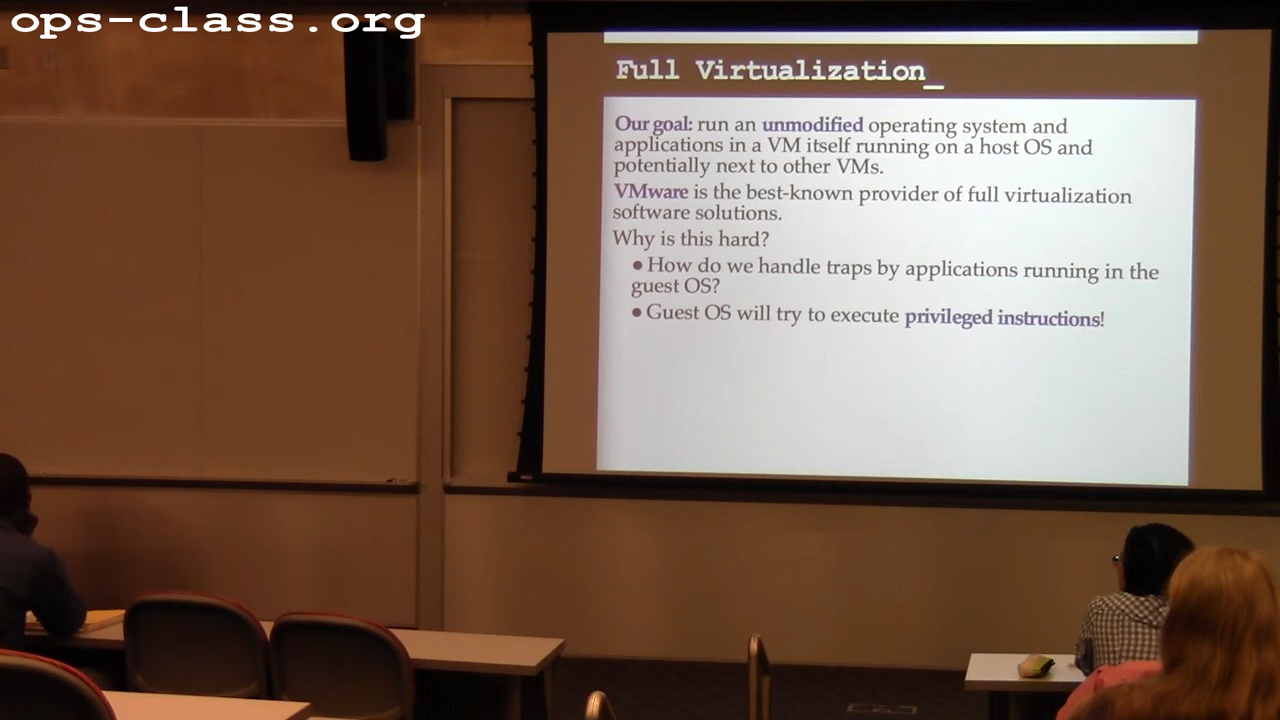 ops-class.org
Full Virtualization_
Our goal: run an unmodified operating system and
applications in a VM itself running on a host OS and
potentially next to other VMs.
VMware is the best-known provider of full virtualization
software solutions.
Why is this hard?
● How do we handle traps by applications running in the
guest OS?
● Guest OS will try to execute privileged instructions!